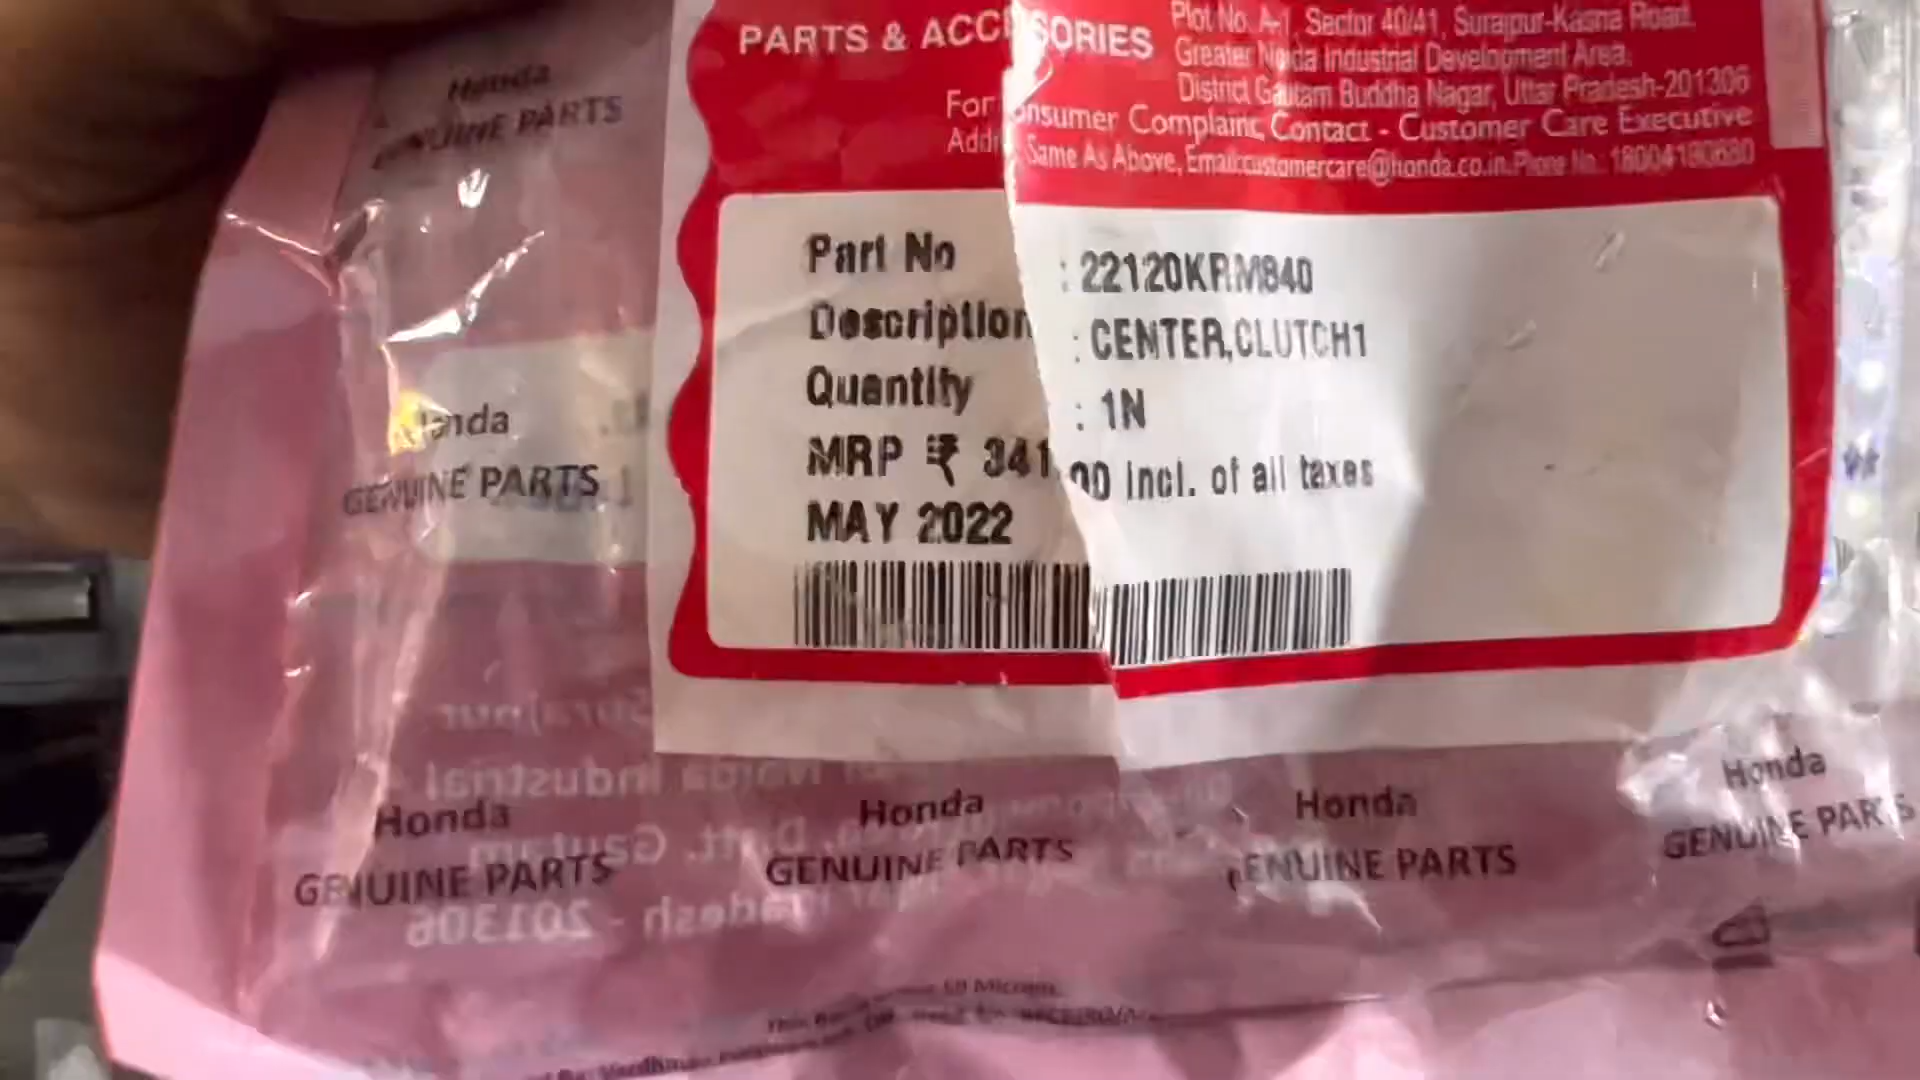 PARTS & ACCESSORIES
Plot No. A-1, Sector 40/41, Surajpur-Kasna Road,
Greater Noida Industrial Development Area,
District Gautam Buddha Nagar, Uttar Pradesh-201306
For Consumer Complaint, Contact - Customer Care Executive
Same As Above, Email:customercare@honda.co.in.Phone No.
Part No : 22120KRM840
Description : CENTER,CLUTCH1
Quantity : 1N
MRP ₹ 341.00 incl. of all taxes
MAY 2022
Honda
GENUINE PARTS
Honda
GENUINE PARTS
Honda
GENUINE PARTS
Honda
GENUINE PARTS
Honda
GENUINE PARTS
Honda
GENUINE PARTS